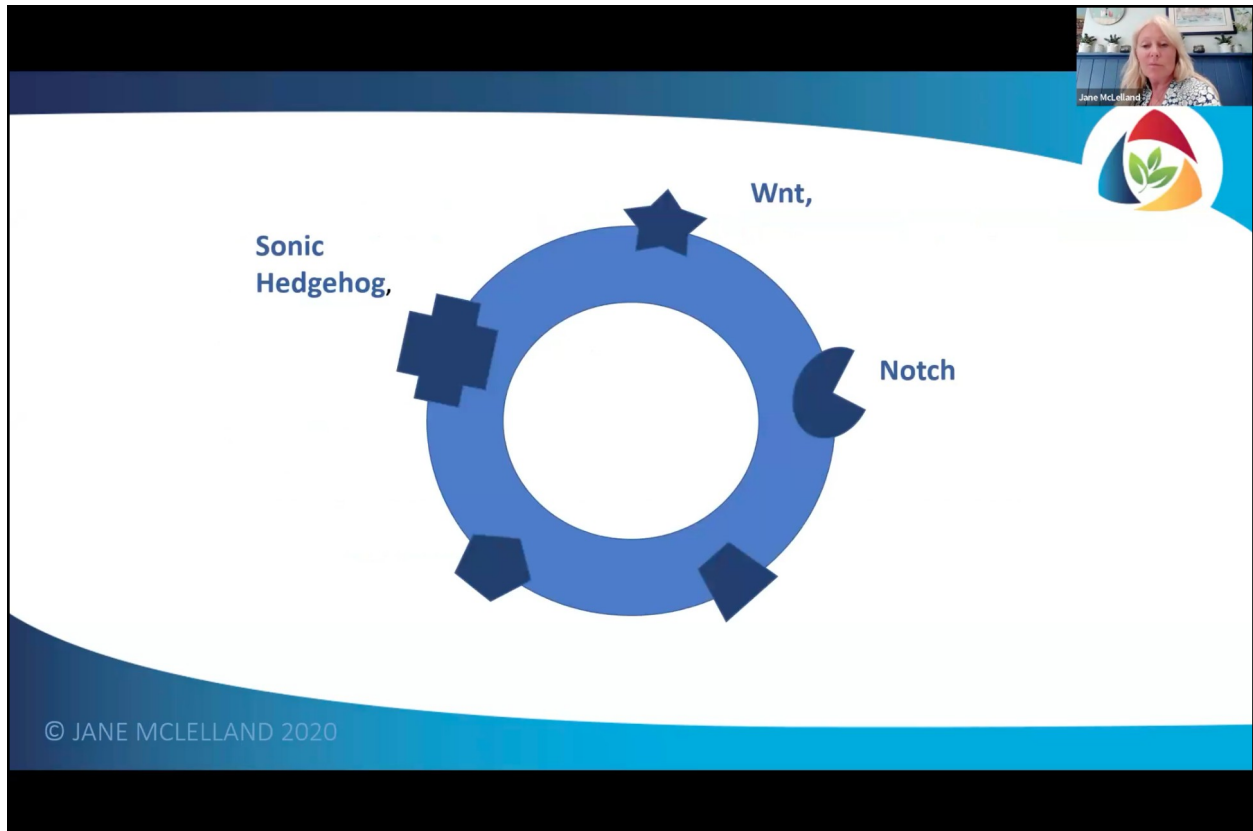 Jane McLelland
Wnt,
Sonic
Hedgehog,
Notch
© JANE MCLELLAND 2020